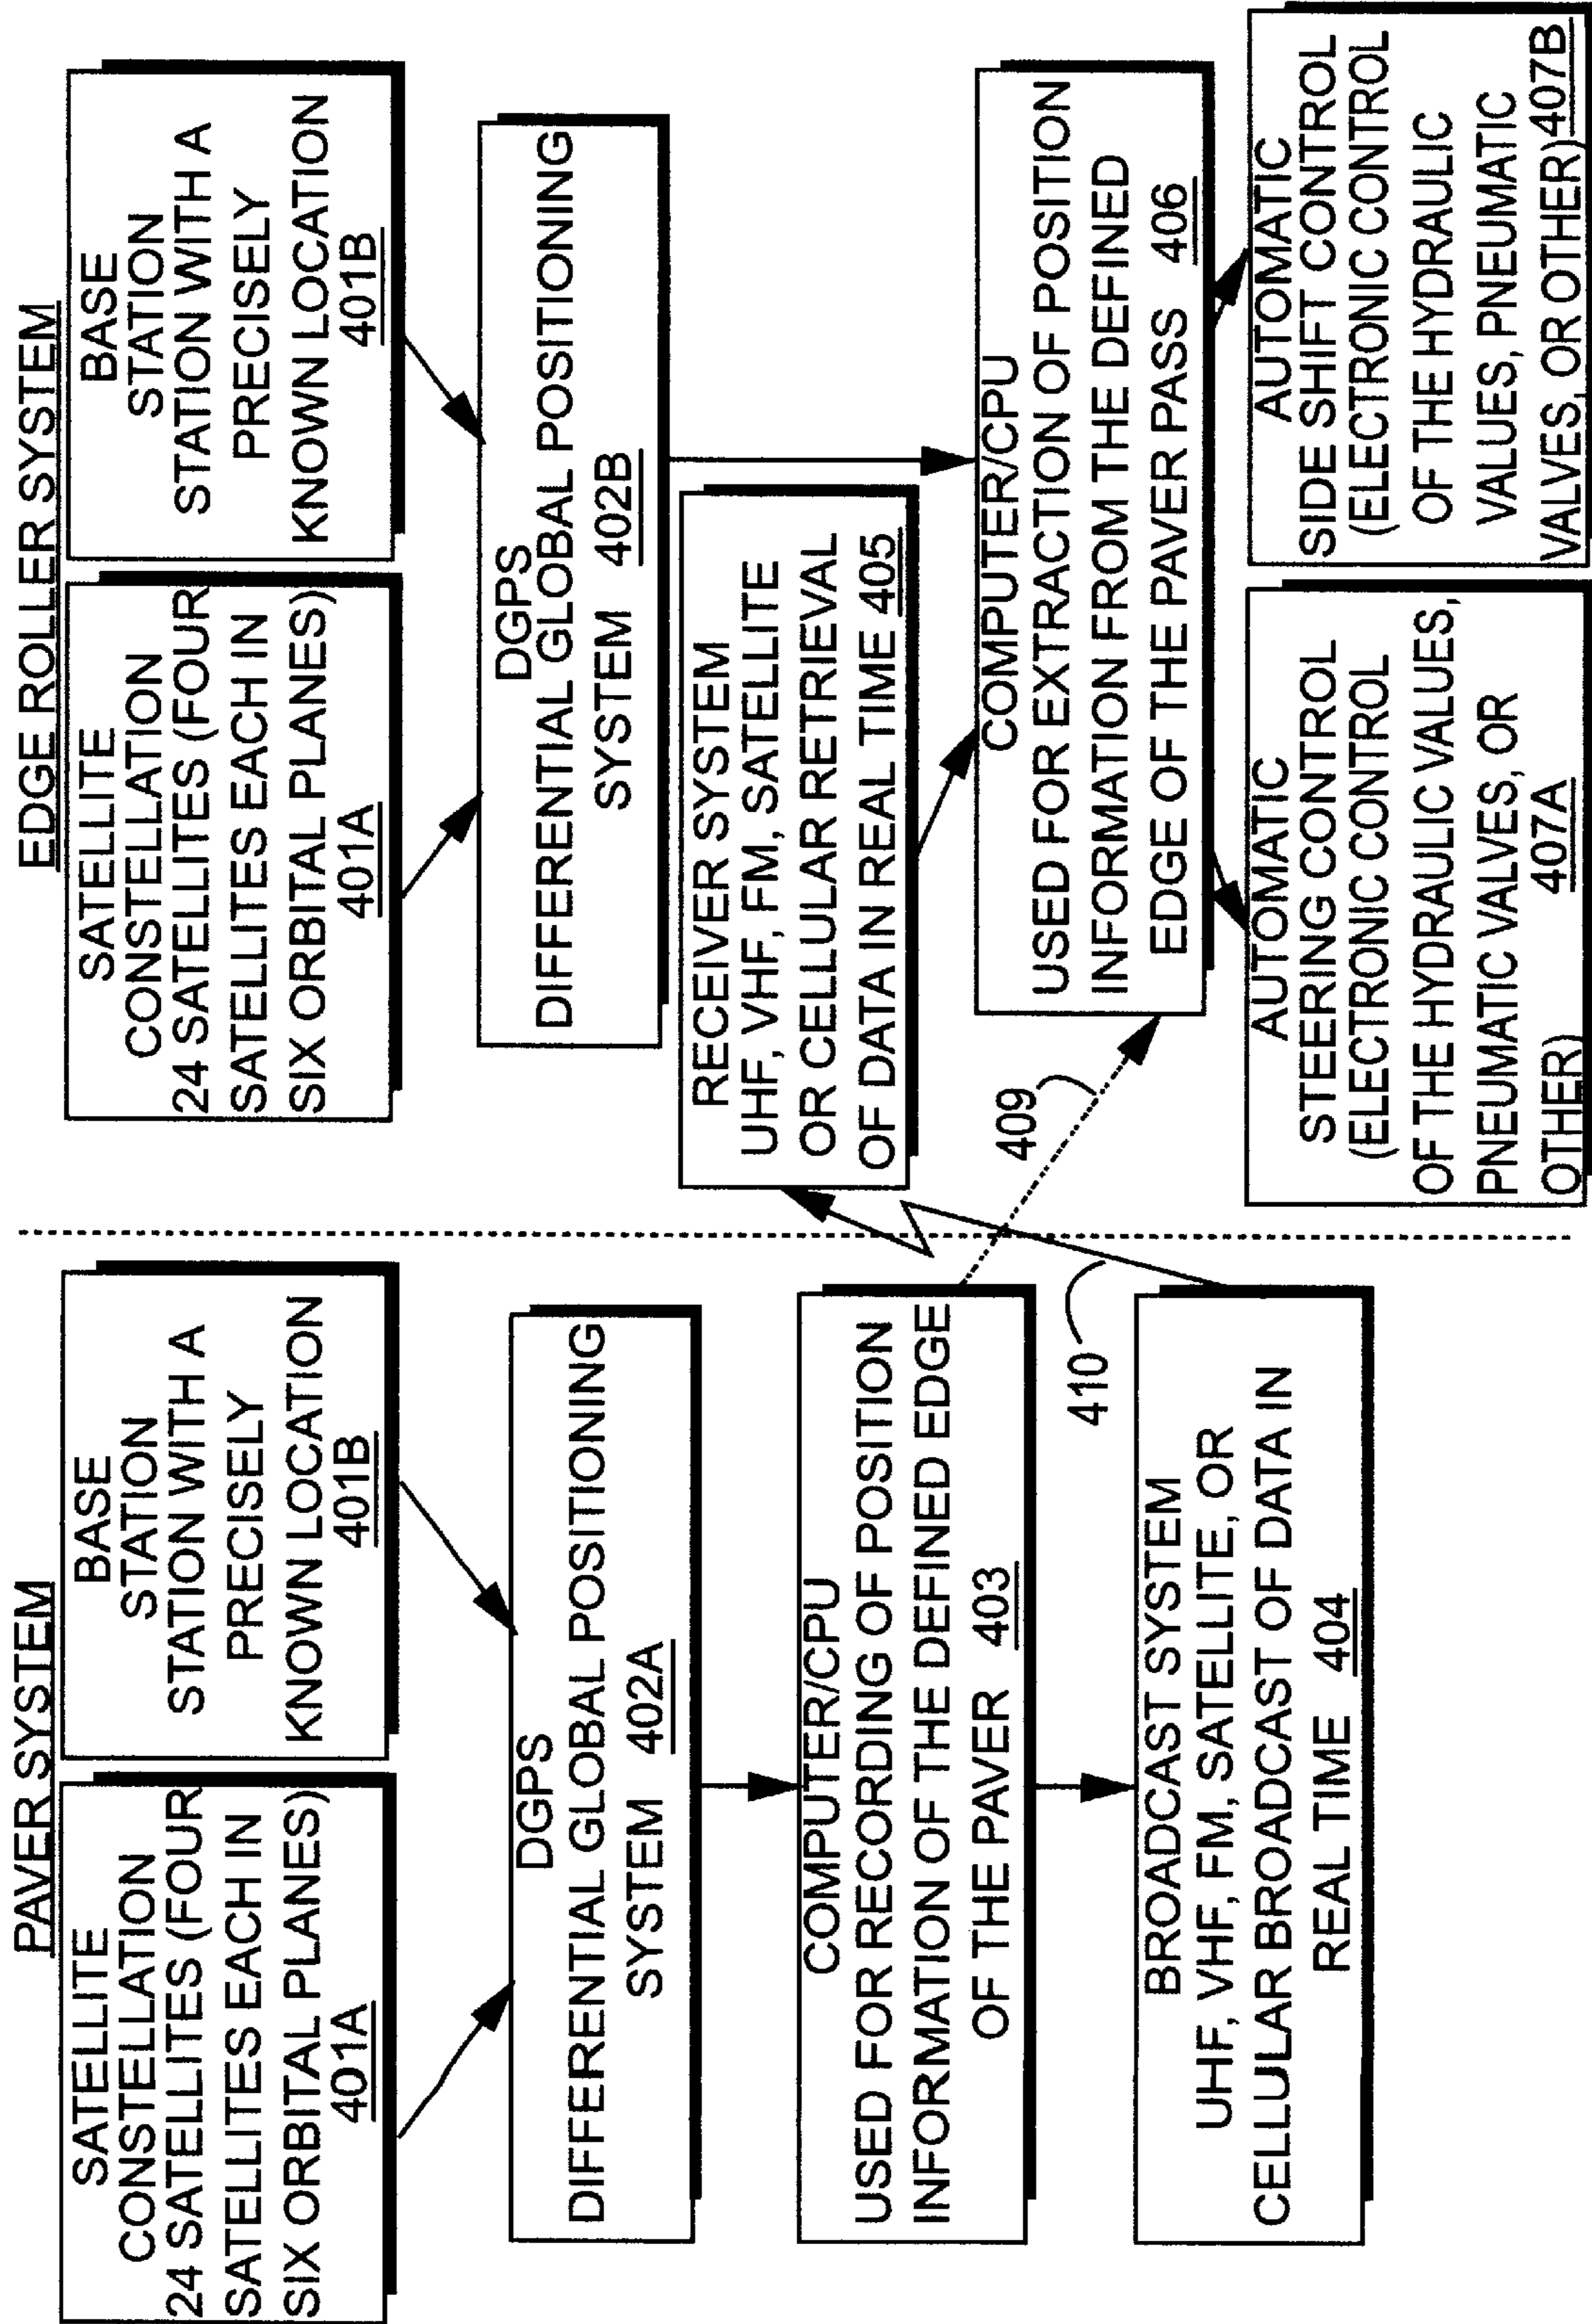 PAVER SYSTEM
SATELLITE
CONSTELLATION
24 SATELLITES (FOUR
SATELLITES EACH IN
SIX ORBITAL PLANES)
401A
BASE
STATION
STATION WITH A
PRECISELY
KNOWN LOCATION
401B
DGPS
DIFFERENTIAL GLOBAL POSITIONING
SYSTEM 402A
COMPUTER/CPU
USED FOR RECORDING OF POSITION
INFORMATION OF THE DEFINED EDGE
OF THE PAVER 403
BROADCAST SYSTEM
UHF, VHF, FM, SATELLITE, OR
CELLULAR BROADCAST OF DATA IN
REAL TIME 404
410
409
EDGE ROLLER SYSTEM
SATELLITE
CONSTELLATION
24 SATELLITES (FOUR
SATELLITES EACH IN
SIX ORBITAL PLANES)
401A
BASE
STATION
STATION WITH A
PRECISELY
KNOWN LOCATION
401B
DGPS
DIFFERENTIAL GLOBAL POSITIONING
SYSTEM 402B
RECEIVER SYSTEM
UHF, VHF, FM, SATELLITE
OR CELLULAR RETRIEVAL
OF DATA IN REAL TIME 405
COMPUTER/CPU
USED FOR EXTRACTION OF POSITION
INFORMATION FROM THE DEFINED
EDGE OF THE PAVER PASS 406
AUTOMATIC
STEERING CONTROL
(ELECTRONIC CONTROL
OF THE HYDRAULIC VALUES,
PNEUMATIC VALVES, OR
OTHER) 407A
AUTOMATIC
SIDE SHIFT CONTROL
(ELECTRONIC CONTROL
OF THE HYDRAULIC
VALUES, PNEUMATIC
VALVES, OR OTHER) 407B